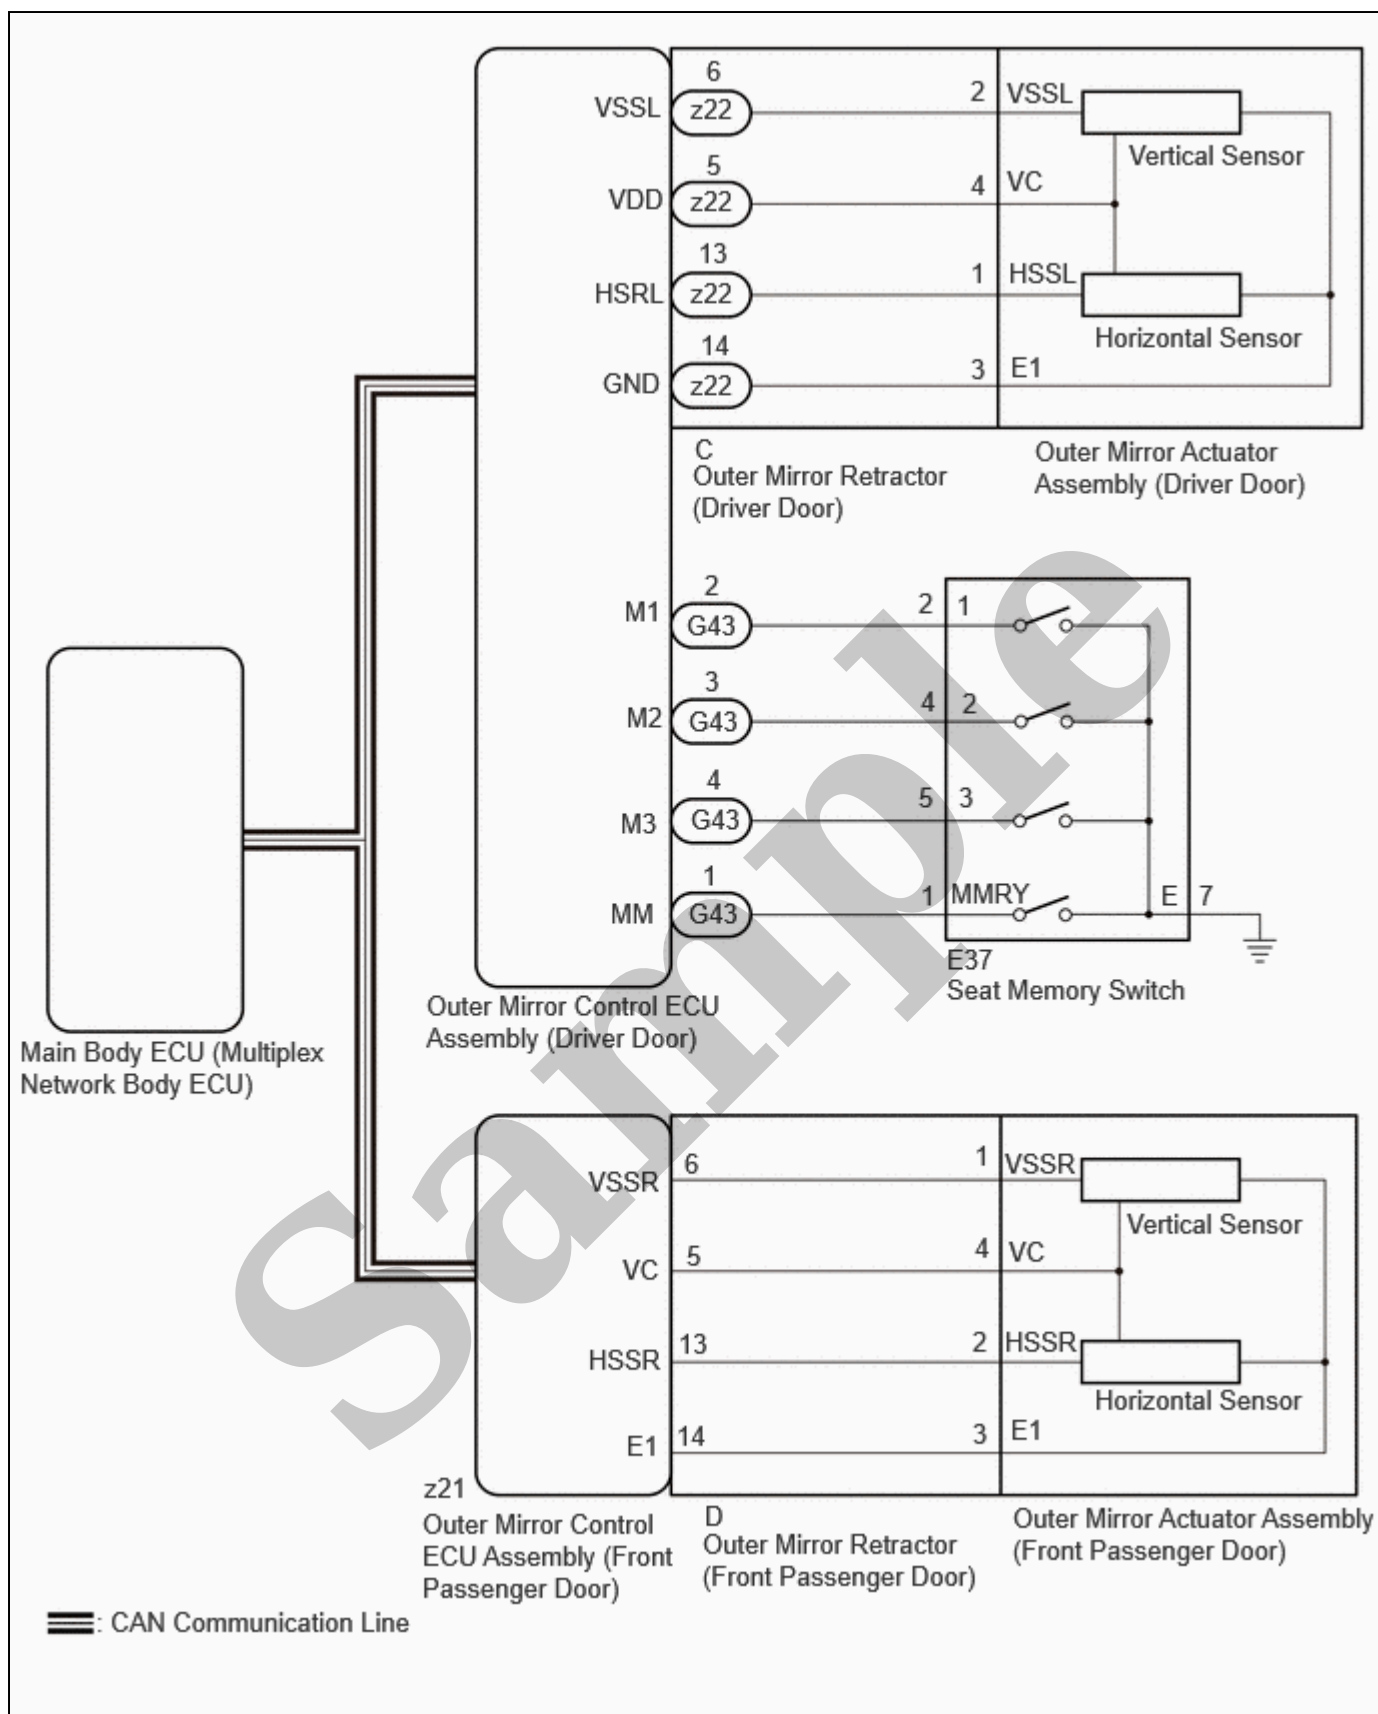 6
VSSL z22 2 VSSL
Vertical Sensor
5
VDD z22 4 VC
13
HSRL z22 1 HSSL
Horizontal Sensor
14
GND z22 3 E1
C
Outer Mirror Retractor
(Driver Door)
Outer Mirror Actuator
Assembly (Driver Door)
2
M1 G43 2 1
3
M2 G43 4 2
4
M3 G43 5 3
1
MM G43 1 MMRY E 7
E37
Seat Memory Switch
Outer Mirror Control ECU
Assembly (Driver Door)
Main Body ECU (Multiplex
Network Body ECU)
VSSR 6 1 VSSR
Vertical Sensor
VC 5 4 VC
HSSR 13 2 HSSR
Horizontal Sensor
E1 14 3 E1
z21
Outer Mirror Control
ECU Assembly (Front
Passenger Door)
D
Outer Mirror Retractor
(Front Passenger Door)
Outer Mirror Actuator Assembly
(Front Passenger Door)
: CAN Communication Line
Sample